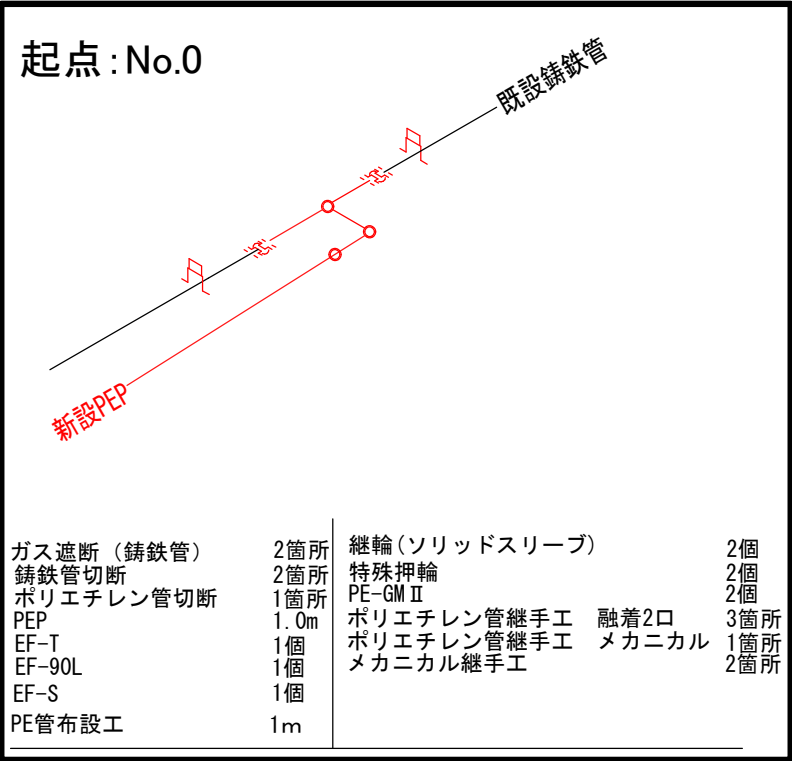 起点:No.0
既設鋳鉄管
新設PEP
ガス遮断（鋳鉄管） 2箇所
鋳鉄管切断 2箇所
ポリエチレン管切断 1箇所
PEP 1.0m
EF-T 1個
EF-90L 1個
EF-S 1個
PE管布設工 1m
継輪(ソリッドスリーブ) 2個
特殊押輪 2個
PE-GMⅡ 2個
ポリエチレン管継手工 融着2口 3箇所
ポリエチレン管継手工 メカニカル 1箇所
メカニカル継手工 2箇所